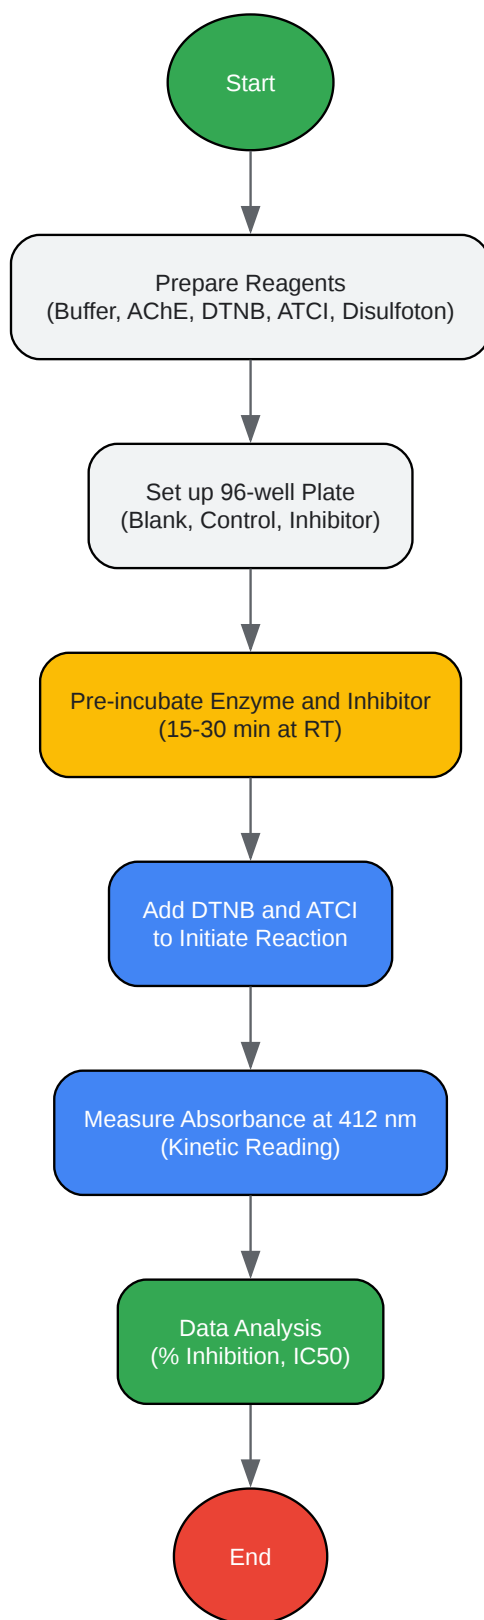 Start
Prepare Reagents
(Buffer, AChE, DTNB, ATCI, Disulfoton)
Set up 96-well Plate
(Blank, Control, Inhibitor)
Pre-incubate Enzyme and Inhibitor
(15-30 min at RT)
Add DTNB and ATCI
to Initiate Reaction
Measure Absorbance at 412 nm
(Kinetic Reading)
Data Analysis
(% Inhibition, IC50)
End